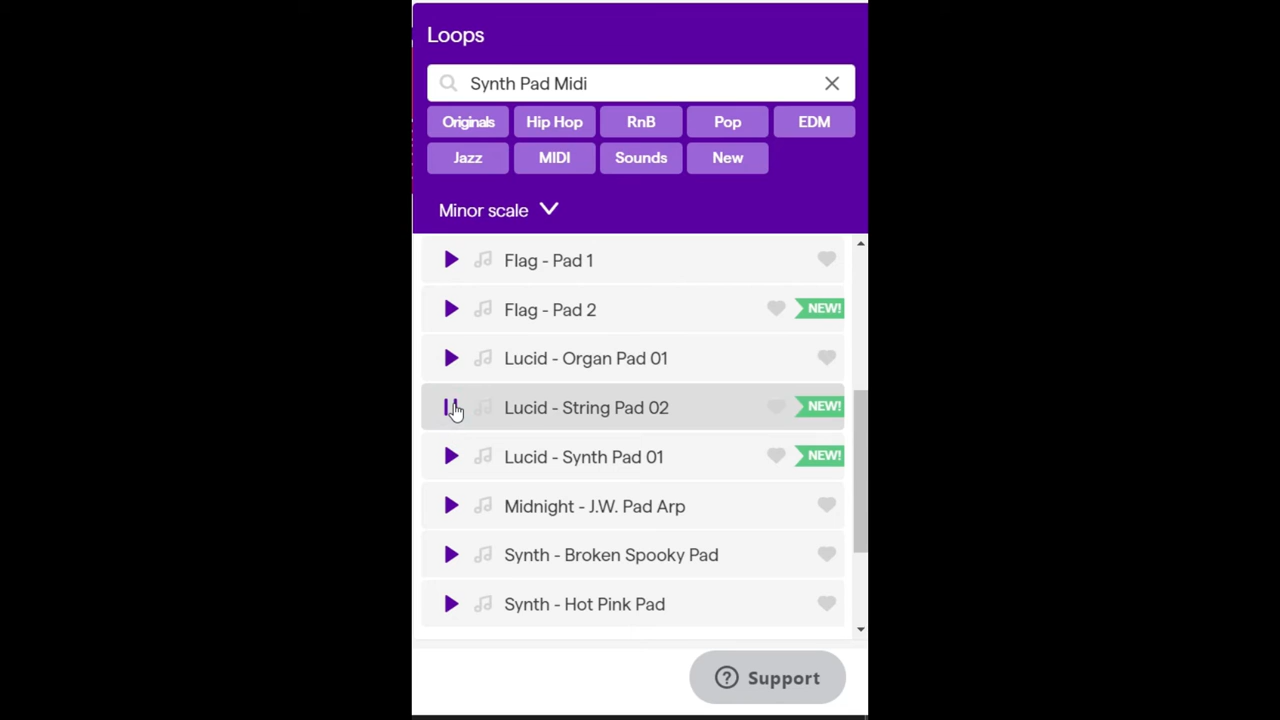 Loops
Synth Pad Midi
Originals Hip Hop RnB Pop EDM
Jazz MIDI Sounds New
Minor scale
Flag - Pad 1
Flag - Pad 2 NEW!
Lucid - Organ Pad 01
Lucid - String Pad 02 NEW!
Lucid - Synth Pad 01 NEW!
Midnight - J.W. Pad Arp
Synth - Broken Spooky Pad
Synth - Hot Pink Pad
? Support